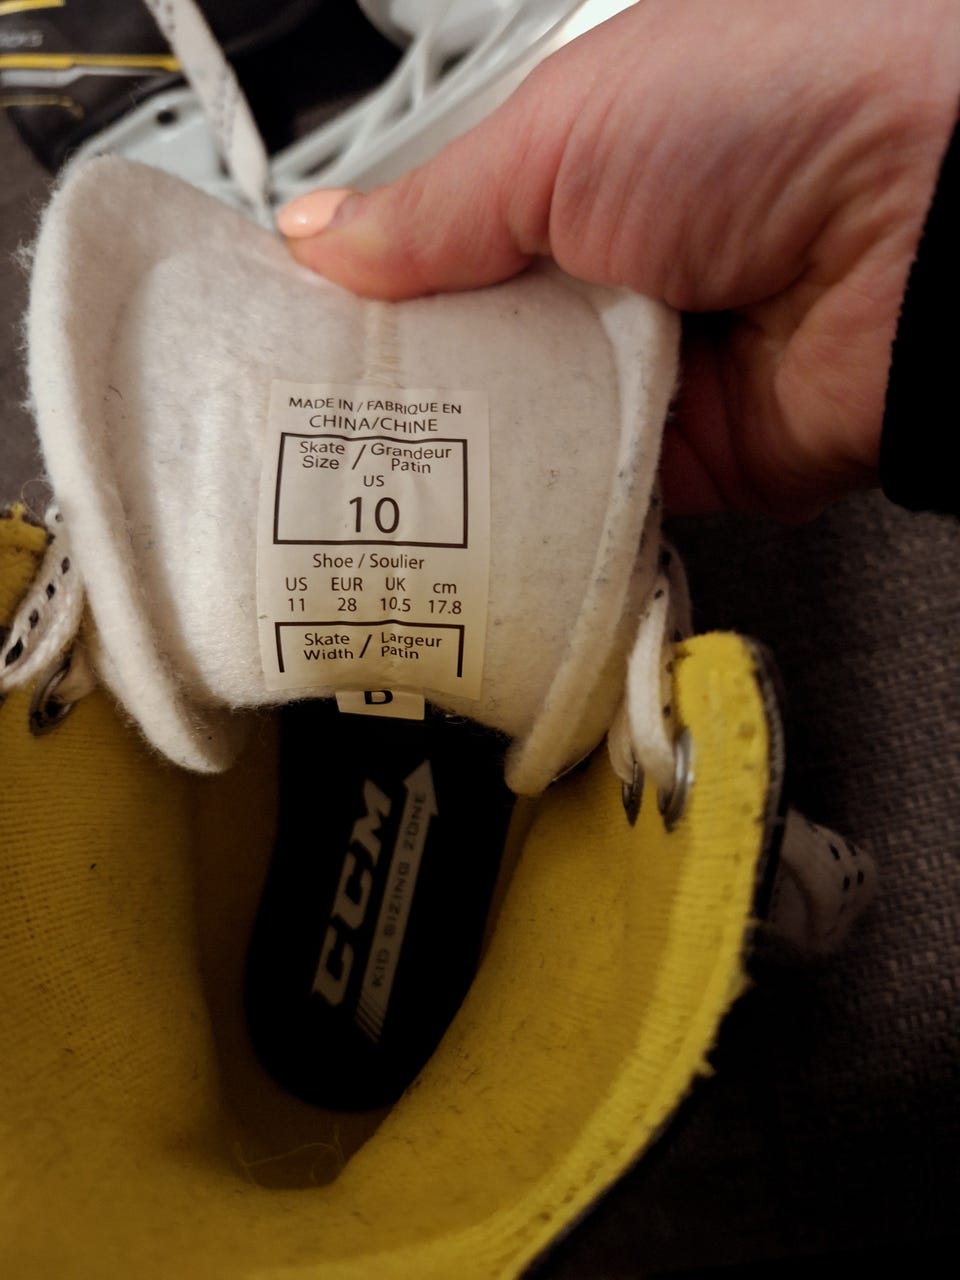 MADE IN / FABRIQUE EN
CHINA/CHINE
Skate Size / Grandeur Patin
US
10
Shoe / Soulier
US EUR UK cm
11 28 10.5 17.8
Skate Width / Largeur Patin
CCM
KID SIZING ZONE